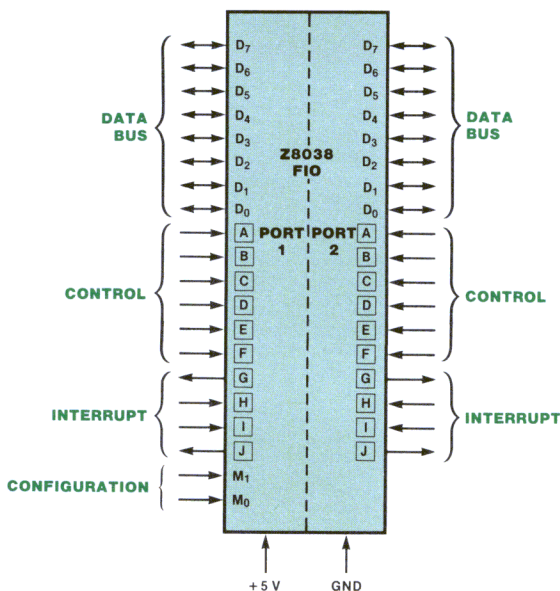 D7 D7
D6 D6
D5 D5
DATA BUS D4 D4 DATA BUS
D3 D3
D2 Z8038 FIO D2
D1 D1
D0 D0
A PORT 1 PORT 2 A
B B
C C
CONTROL D D CONTROL
E E
F F
G G
INTERRUPT H H INTERRUPT
I I
J J
CONFIGURATION M1
M0
+5 V GND